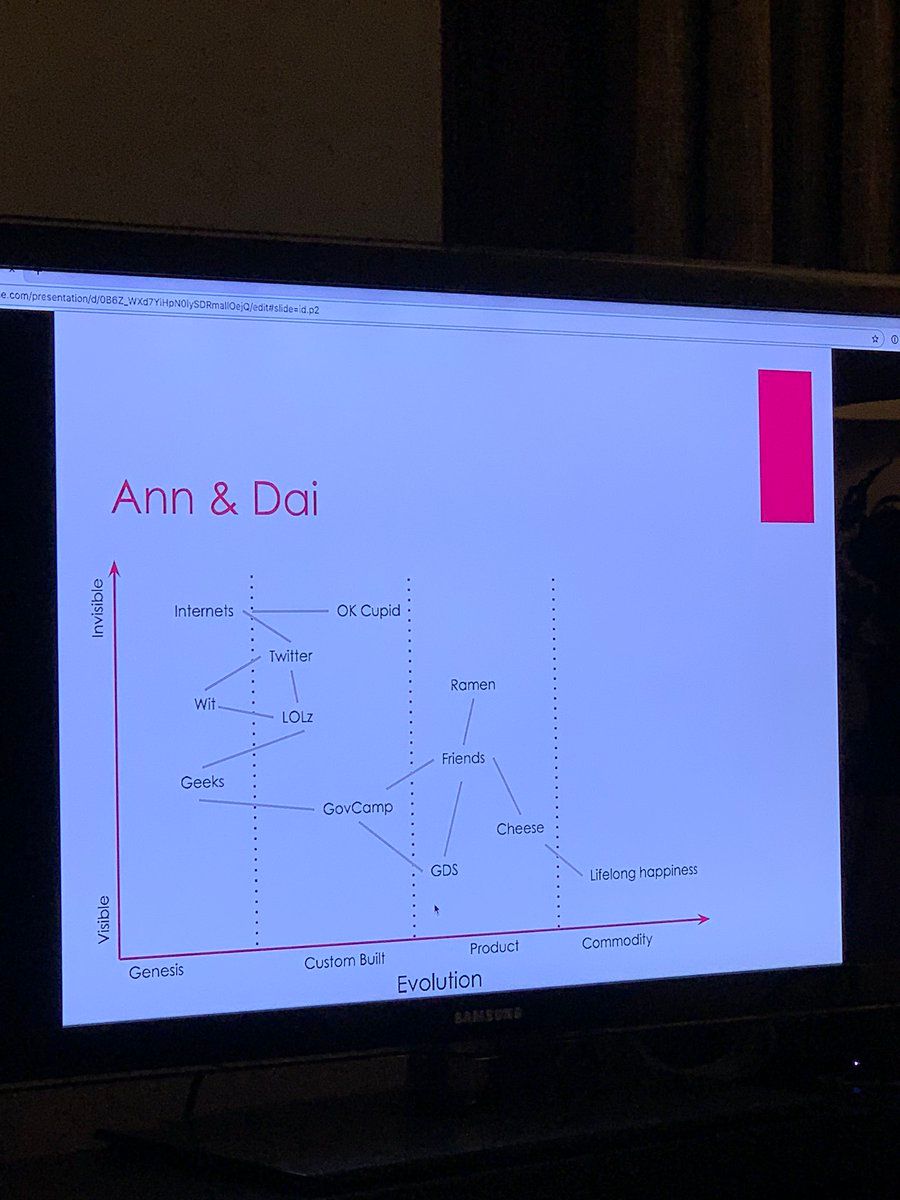 e.com/presentation/d/0B6Z_WXd7YiHpN0lySDRmallOejQ/edit#slide=id.p2
Ann & Dai
Invisible
Internets
OK Cupid
Twitter
Ramen
Wit
LOLz
Friends
Geeks
GovCamp
Cheese
GDS
Lifelong happiness
Visible
Genesis
Custom Built
Product
Commodity
Evolution
SAMSUNG